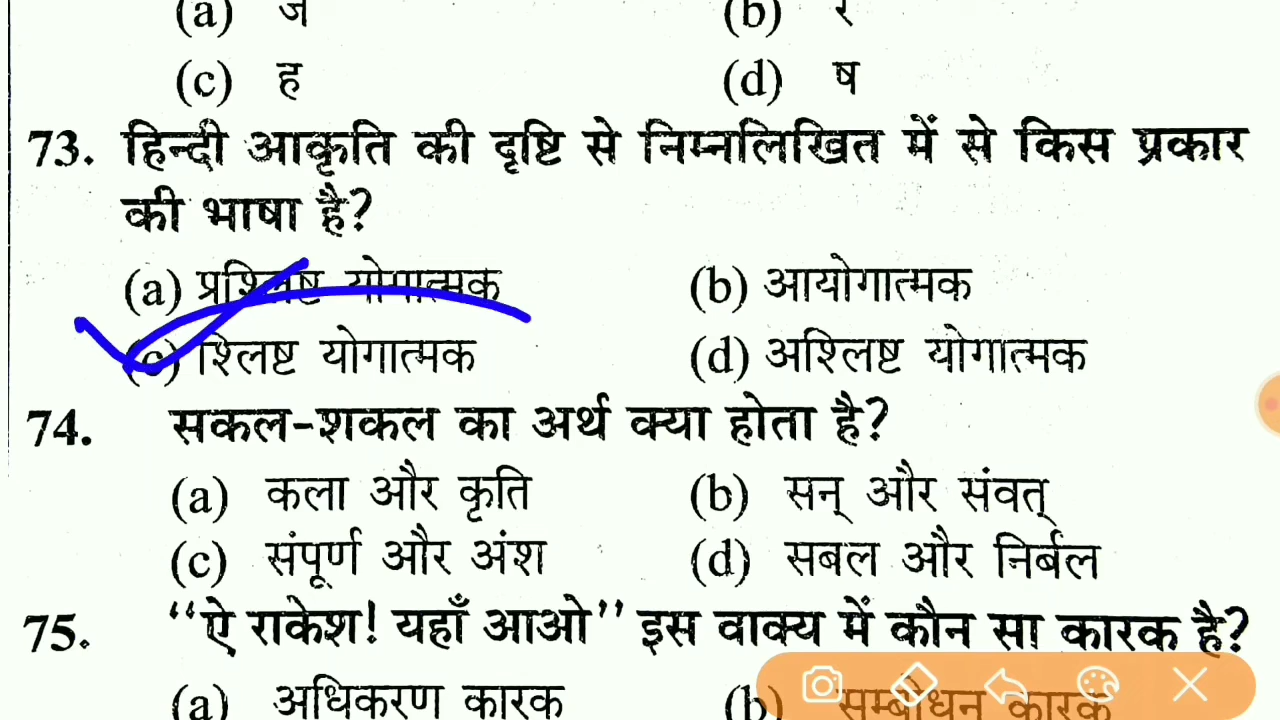 (a) ज (b) र
(c) ह (d) ष
73. हिन्दी आकृति की दृष्टि से निम्नलिखित में से किस प्रकार
की भाषा है?
(a) प्रश्लिष्ट योगात्मक (b) आयोगात्मक
(c) श्लिष्ट योगात्मक (d) अश्लिष्ट योगात्मक
74. सकल-शकल का अर्थ क्या होता है?
(a) कला और कृति (b) सन् और संवत्
(c) संपूर्ण और अंश (d) सबल और निर्बल
75. “ऐ राकेश! यहाँ आओ” इस वाक्य में कौन सा कारक है?
(a) अधिकरण कारक (b) सम्बोधन कारक